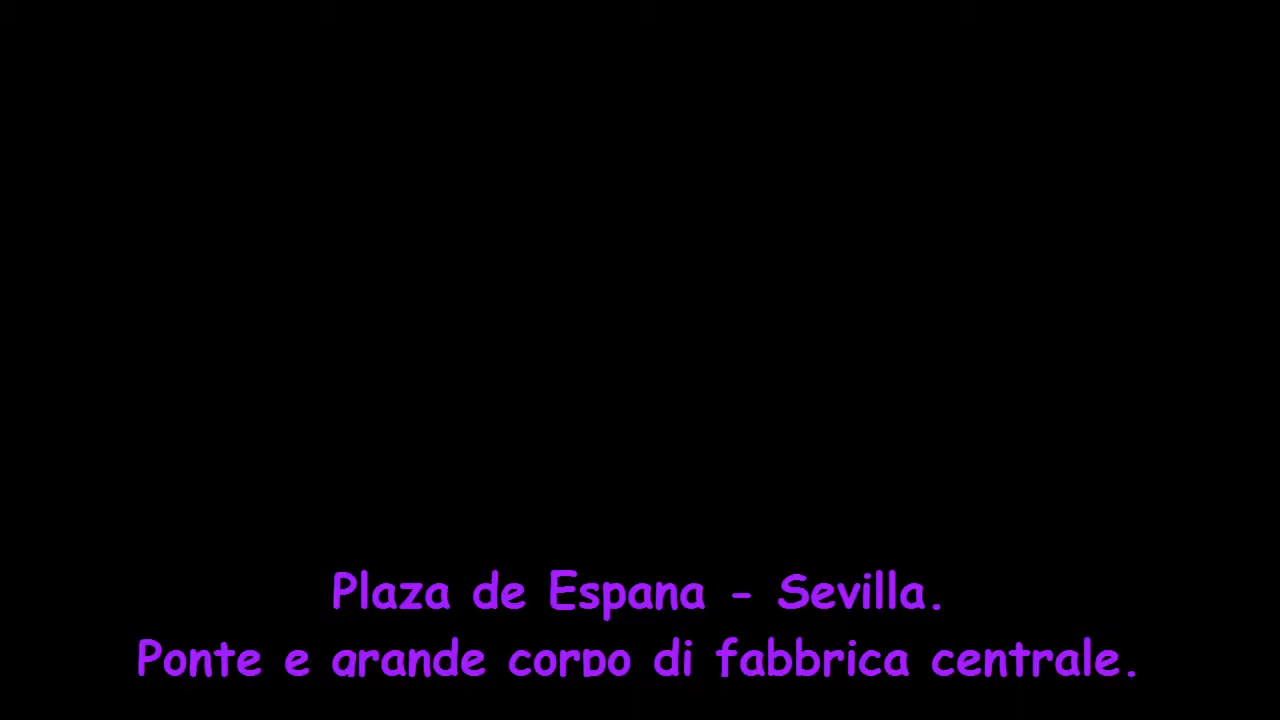 Plaza de Espana - Sevilla.
Ponte e grande corpo di fabbrica centrale.